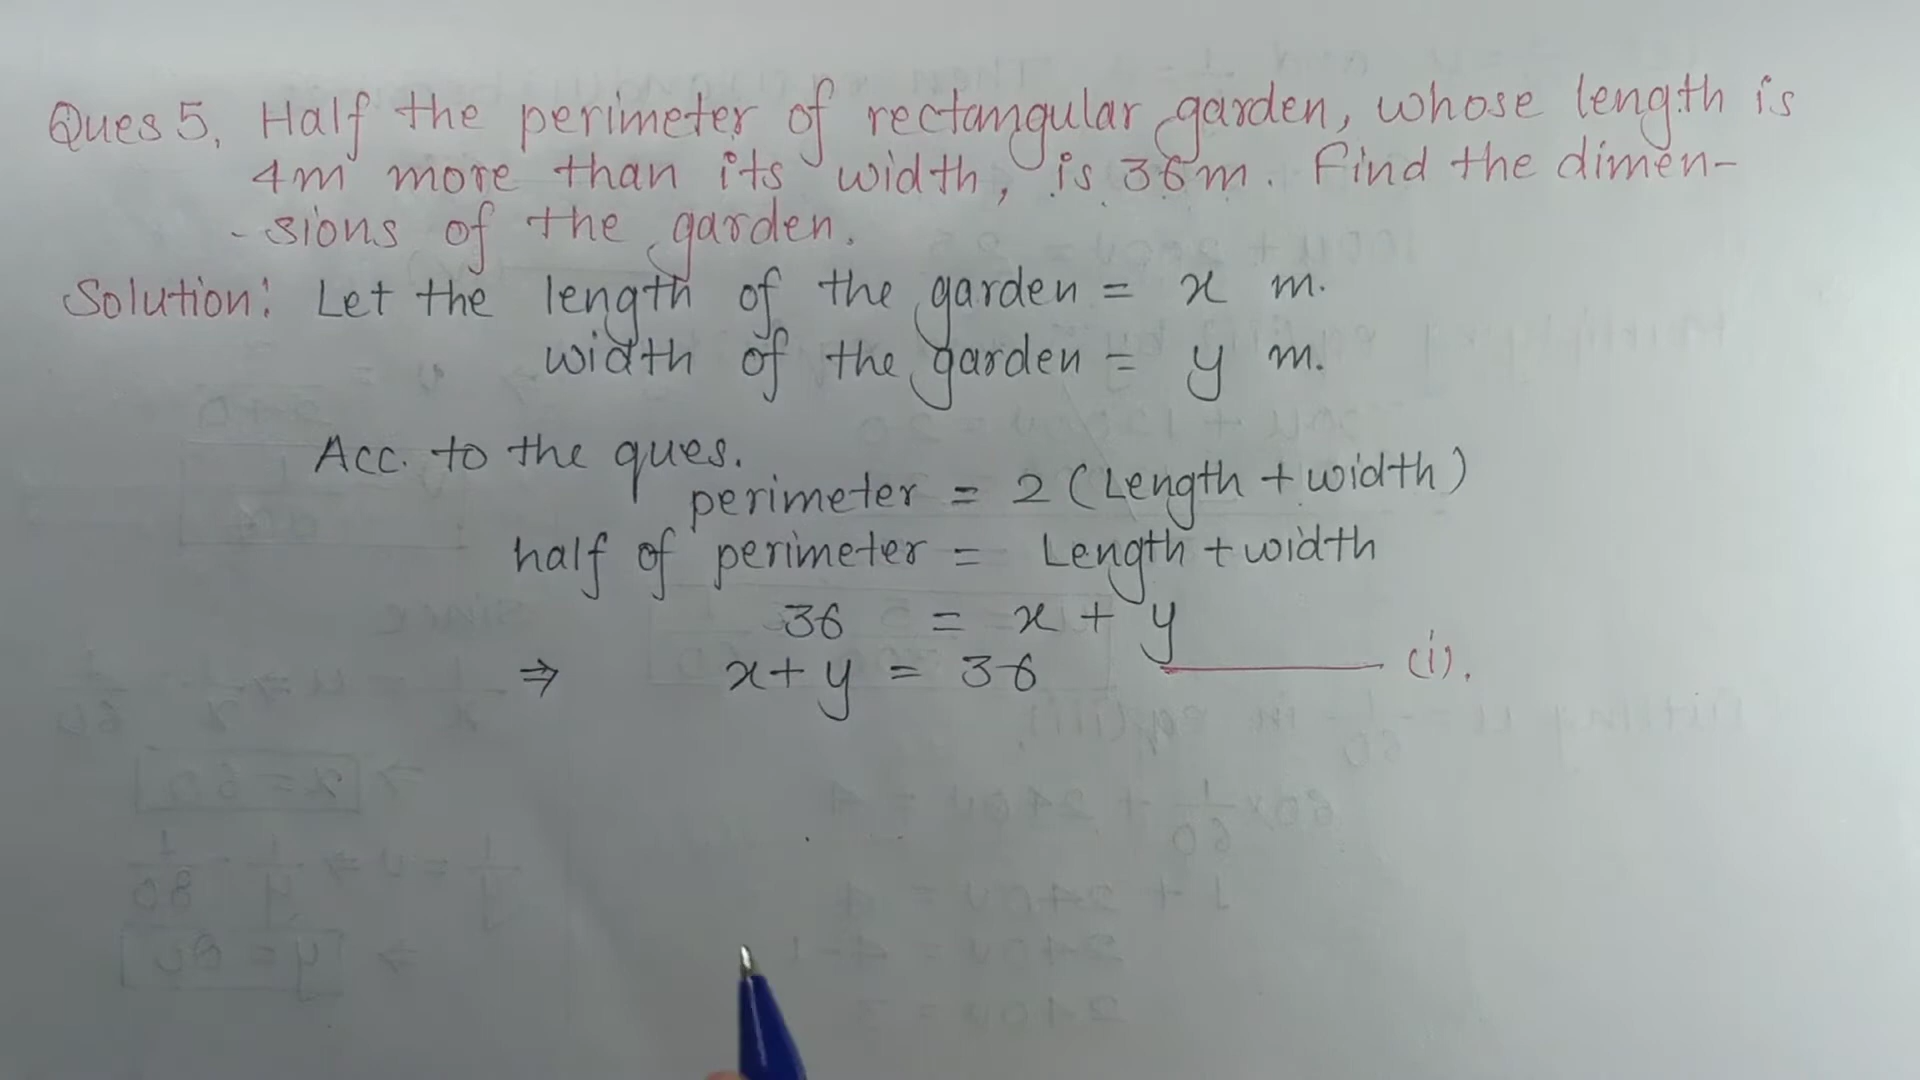 Ques 5, Half the perimeter of rectangular garden, whose length is
4m more than its width, is 36m. Find the dimen-
-sions of the garden.
Solution: Let the length of the garden = x m.
width of the garden = y m.
Acc. to the ques.
perimeter = 2 (Length + width)
half of perimeter = Length + width
36 = x + y
⇒ x + y = 36 (i).